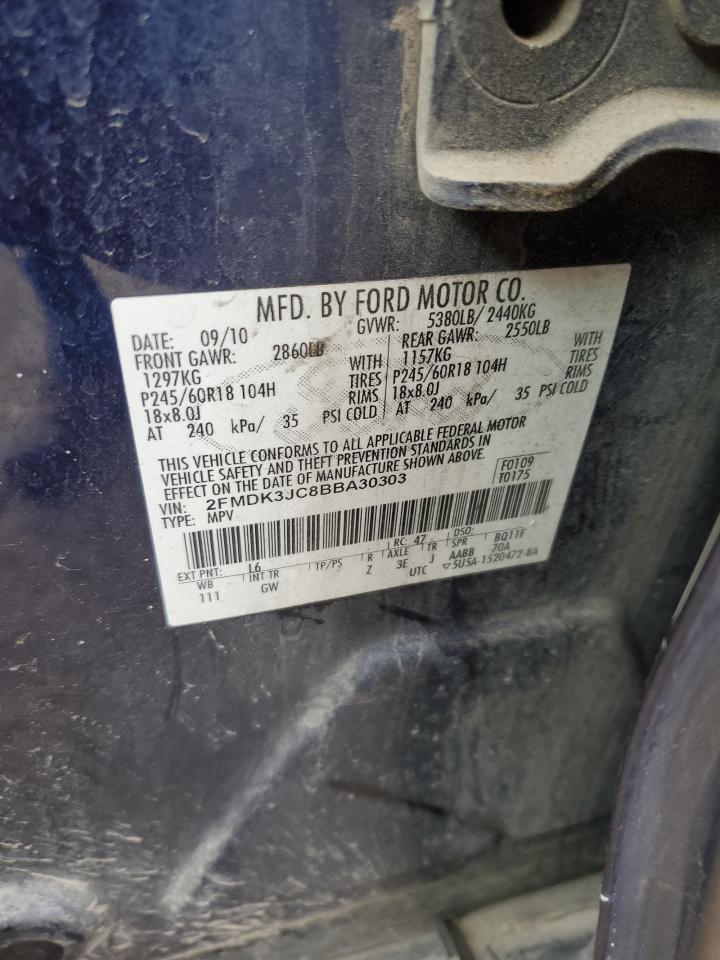 MFD. BY FORD MOTOR CO.
DATE: 09/10 GVWR: 5380LB/ 2440KG
FRONT GAWR: 2860LB REAR GAWR: 2550LB
1297KG WITH 1157KG WITH
P245/60R18 104H TIRES P245/60R18 104H TIRES
18x8.0J RIMS 18x8.0J RIMS
AT 240 kPa/ 35 PSI COLD AT 240 kPa/ 35 PSI COLD
THIS VEHICLE CONFORMS TO ALL APPLICABLE FEDERAL MOTOR
VEHICLE SAFETY AND THEFT PREVENTION STANDARDS IN
EFFECT ON THE DATE OF MANUFACTURE SHOWN ABOVE.
VIN: 2FMDK3JC8BBA30303 F0109
TYPE: MPV T0175
EXT PNT: L6 RC: 47 DSO: BQ11F
WB INT TR TP/PS R AXLE TR SPR 70A
111 GW Z 3E J AABB
UTC ▽5U5A-1520472-BA